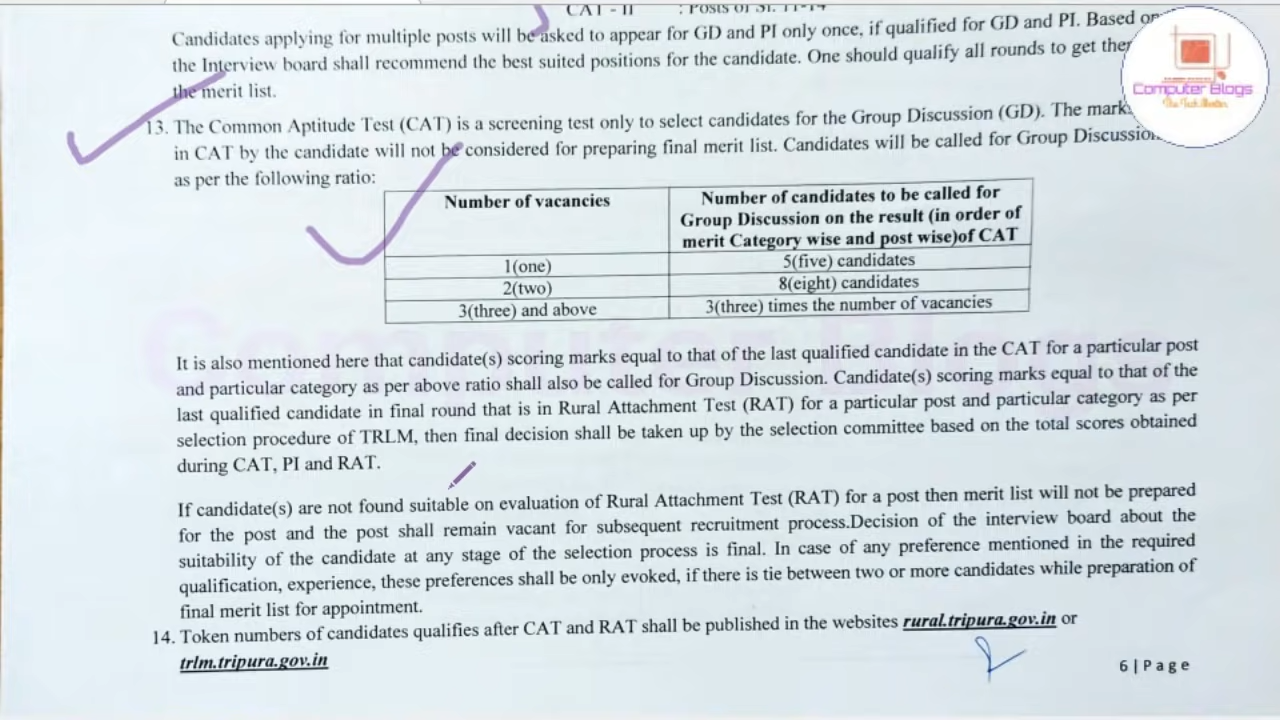 CAT - II : Posts of Sl. 11-14
Candidates applying for multiple posts will be asked to appear for GD and PI only once, if qualified for GD and PI. Based on
the Interview board shall recommend the best suited positions for the candidate. One should qualify all rounds to get
the merit list.
13. The Common Aptitude Test (CAT) is a screening test only to select candidates for the Group Discussion (GD). The
in CAT by the candidate will not be considered for preparing final merit list. Candidates will be called for Group
as per the following ratio:
Number of vacancies
Number of candidates to be called for
Group Discussion on the result (in order of
merit Category wise and post wise)of CAT
1(one) 5(five) candidates
2(two) 8(eight) candidates
3(three) and above 3(three) times the number of vacancies
It is also mentioned here that candidate(s) scoring marks equal to that of the last qualified candidate in the CAT for a particular post
and particular category as per above ratio shall also be called for Group Discussion. Candidate(s) scoring marks equal to that of the
last qualified candidate in final round that is in Rural Attachment Test (RAT) for a particular post and particular category as per
selection procedure of TRLM, then final decision shall be taken up by the selection committee based on the total scores obtained
during CAT, PI and RAT.
If candidate(s) are not found suitable on evaluation of Rural Attachment Test (RAT) for a post then merit list will not be prepared
for the post and the post shall remain vacant for subsequent recruitment process.Decision of the interview board about the
suitability of the candidate at any stage of the selection process is final. In case of any preference mentioned in the required
qualification, experience, these preferences shall be only evoked, if there is tie between two or more candidates while preparation of
final merit list for appointment.
14. Token numbers of candidates qualifies after CAT and RAT shall be published in the websites rural.tripura.gov.in or
trlm.tripura.gov.in
6 | Page
Computer Blogs
The Tech Master
Computer Blogs